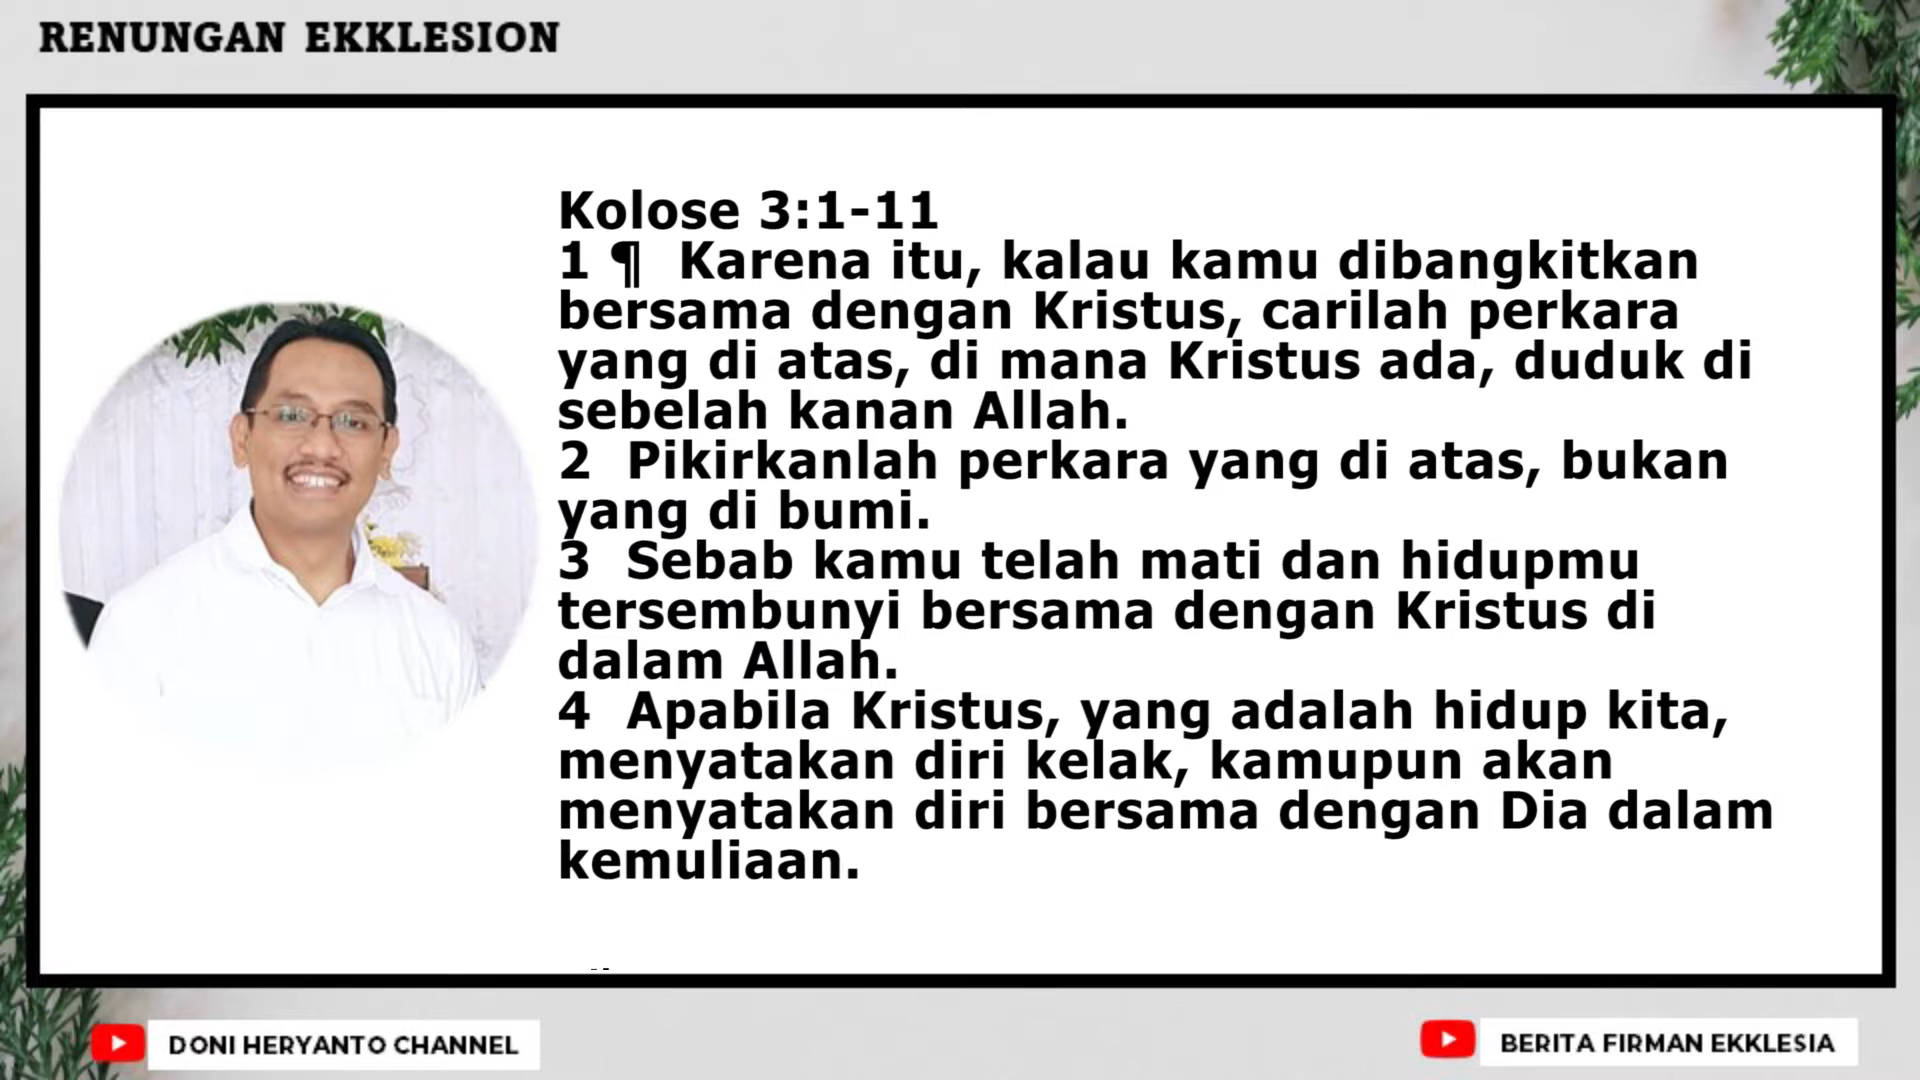 RENUNGAN EKKLESION
Kolose 3:1-11
1 ¶  Karena itu, kalau kamu dibangkitkan
bersama dengan Kristus, carilah perkara
yang di atas, di mana Kristus ada, duduk di
sebelah kanan Allah.
2  Pikirkanlah perkara yang di atas, bukan
yang di bumi.
3  Sebab kamu telah mati dan hidupmu
tersembunyi bersama dengan Kristus di
dalam Allah.
4  Apabila Kristus, yang adalah hidup kita,
menyatakan diri kelak, kamupun akan
menyatakan diri bersama dengan Dia dalam
kemuliaan.
DONI HERYANTO CHANNEL
BERITA FIRMAN EKKLESIA